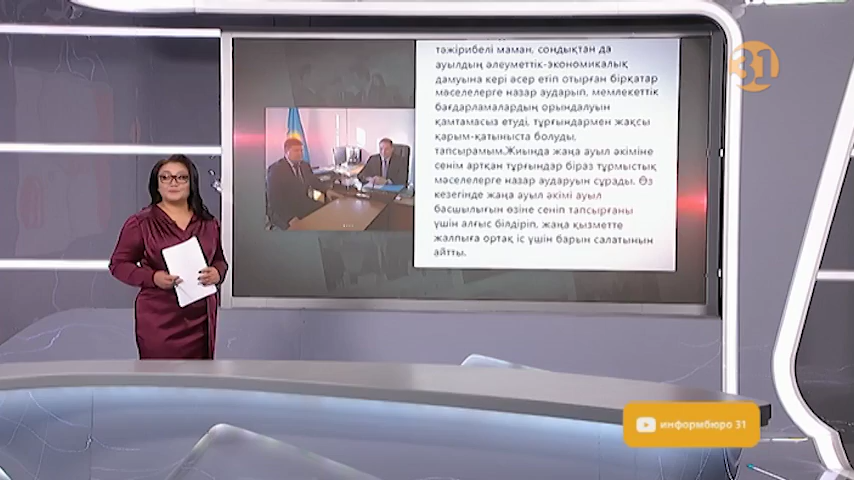 31
тәжірибелі маман, сондықтан да
ауылдың әлеуметтік-экономикалық
дамуына кері әсер етіп отырған бірқатар
мәселелерге назар аударып, мемлекеттік
бағдарламалардың орындалуын
қамтамасыз етуді, тұрғындармен жақсы
қарым-қатыныста болуды,
тапсырамын.Жиында жаңа ауыл әкіміне
сенім артқан тұрғындар біраз тұрмыстық
мәселелерге назар аударуын сұрады. Өз
кезегінде жаңа ауыл әкімі ауыл
басшылығын өзіне сеніп тапсырғаны
үшін алғыс білдіріп, жаңа қызметте
жалпыға ортақ іс үшін барын салатынын
айтты.
информбюро 31